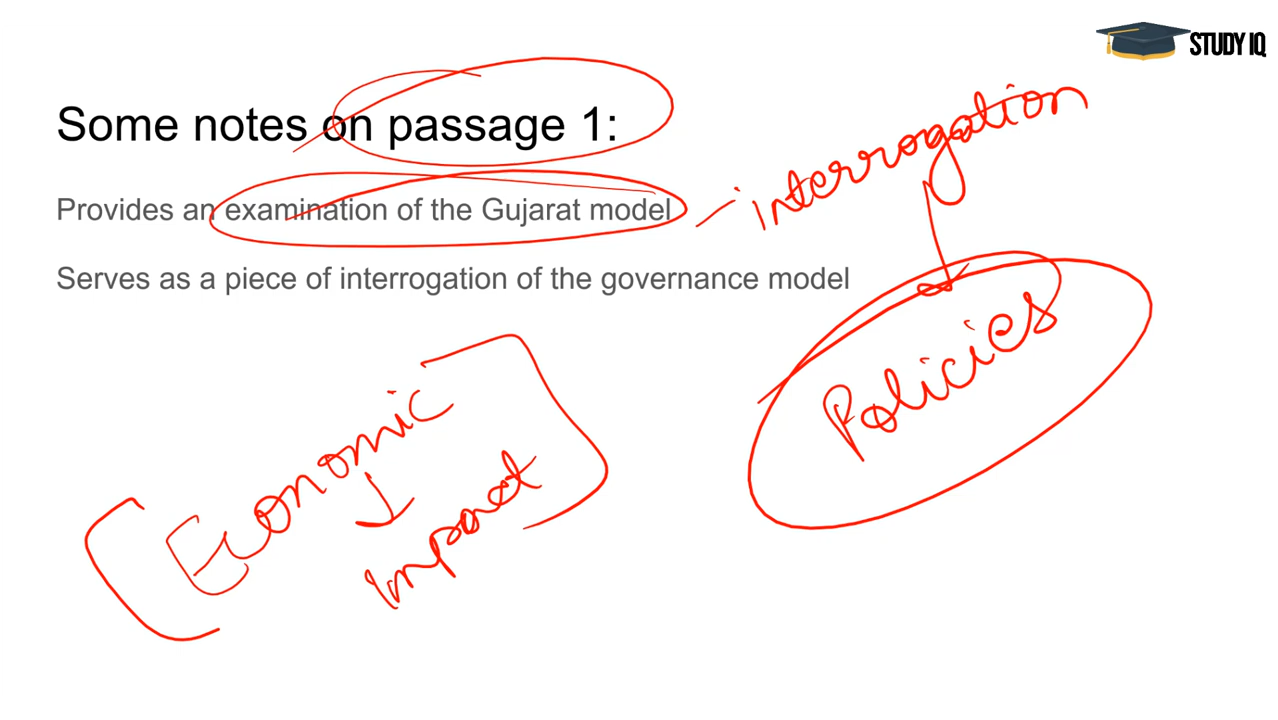 STUDY IQ
Some notes on passage 1:
interrogation
Provides an examination of the Gujarat model
Serves as a piece of interrogation of the governance model
Policies
Economic
Impact